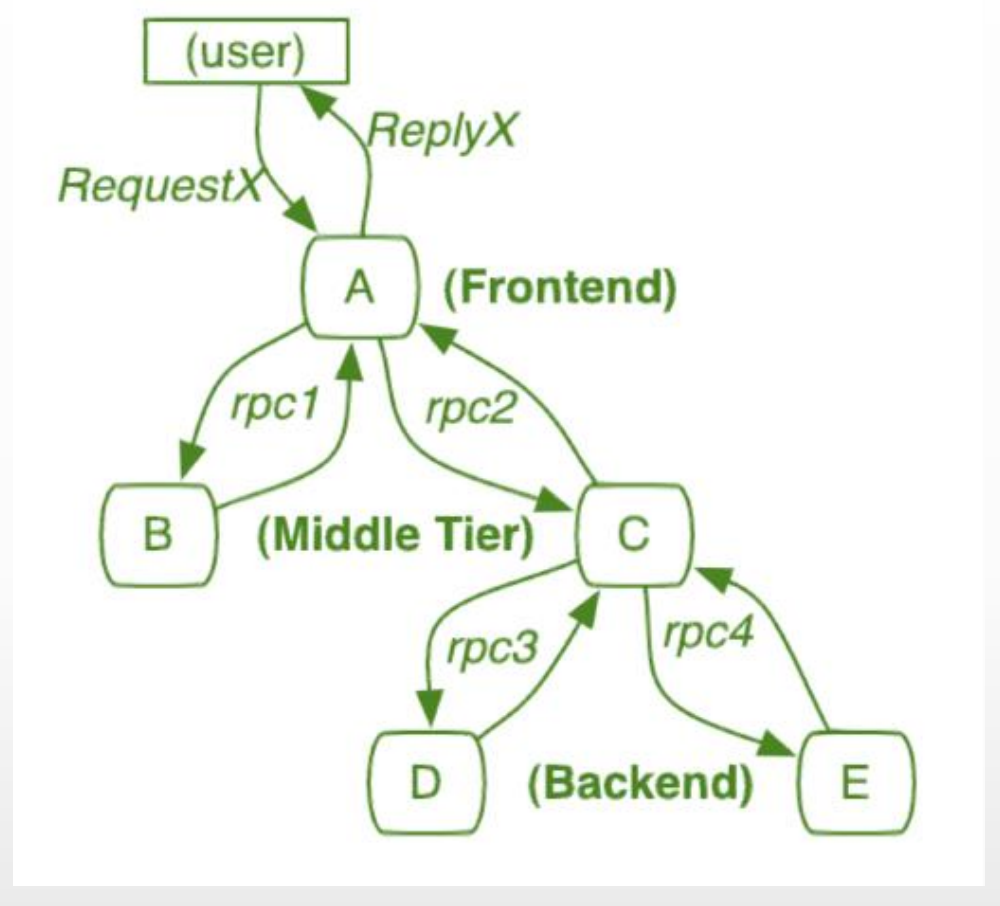 (user)
ReplyX
RequestX
A (Frontend)
rpc1 rpc2
B (Middle Tier) C
rpc3 rpc4
D (Backend) E